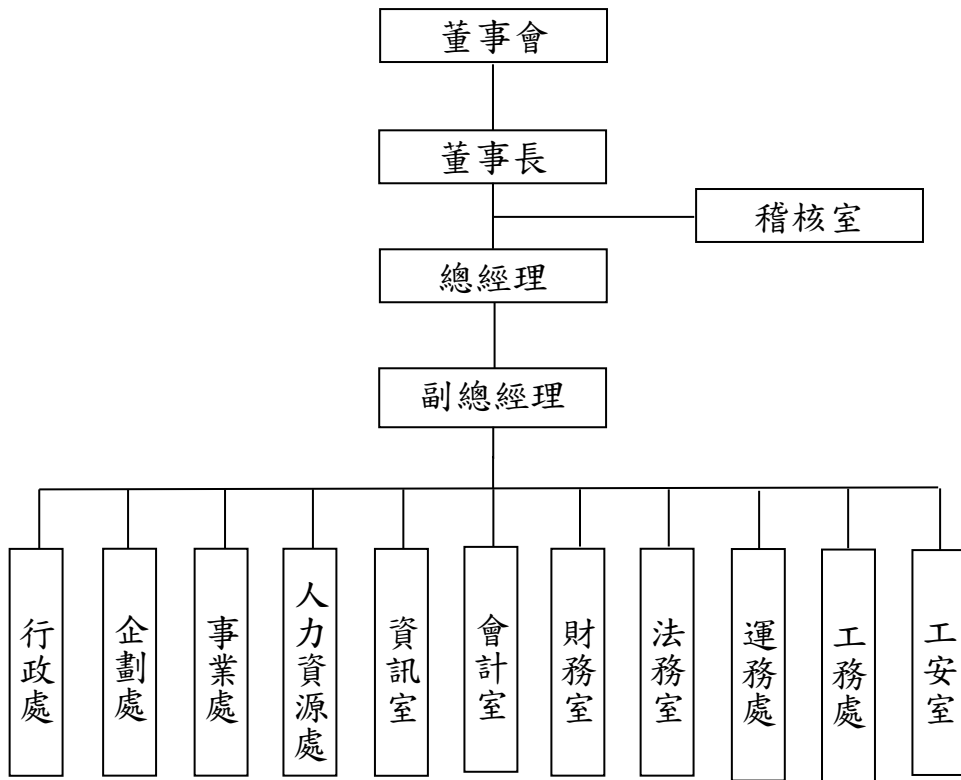 董事會
董事長
稽核室
總經理
副總經理
行政處
企劃處
事業處
人力資源處
資訊室
會計室
財務室
法務室
運務處
工務處
工安室